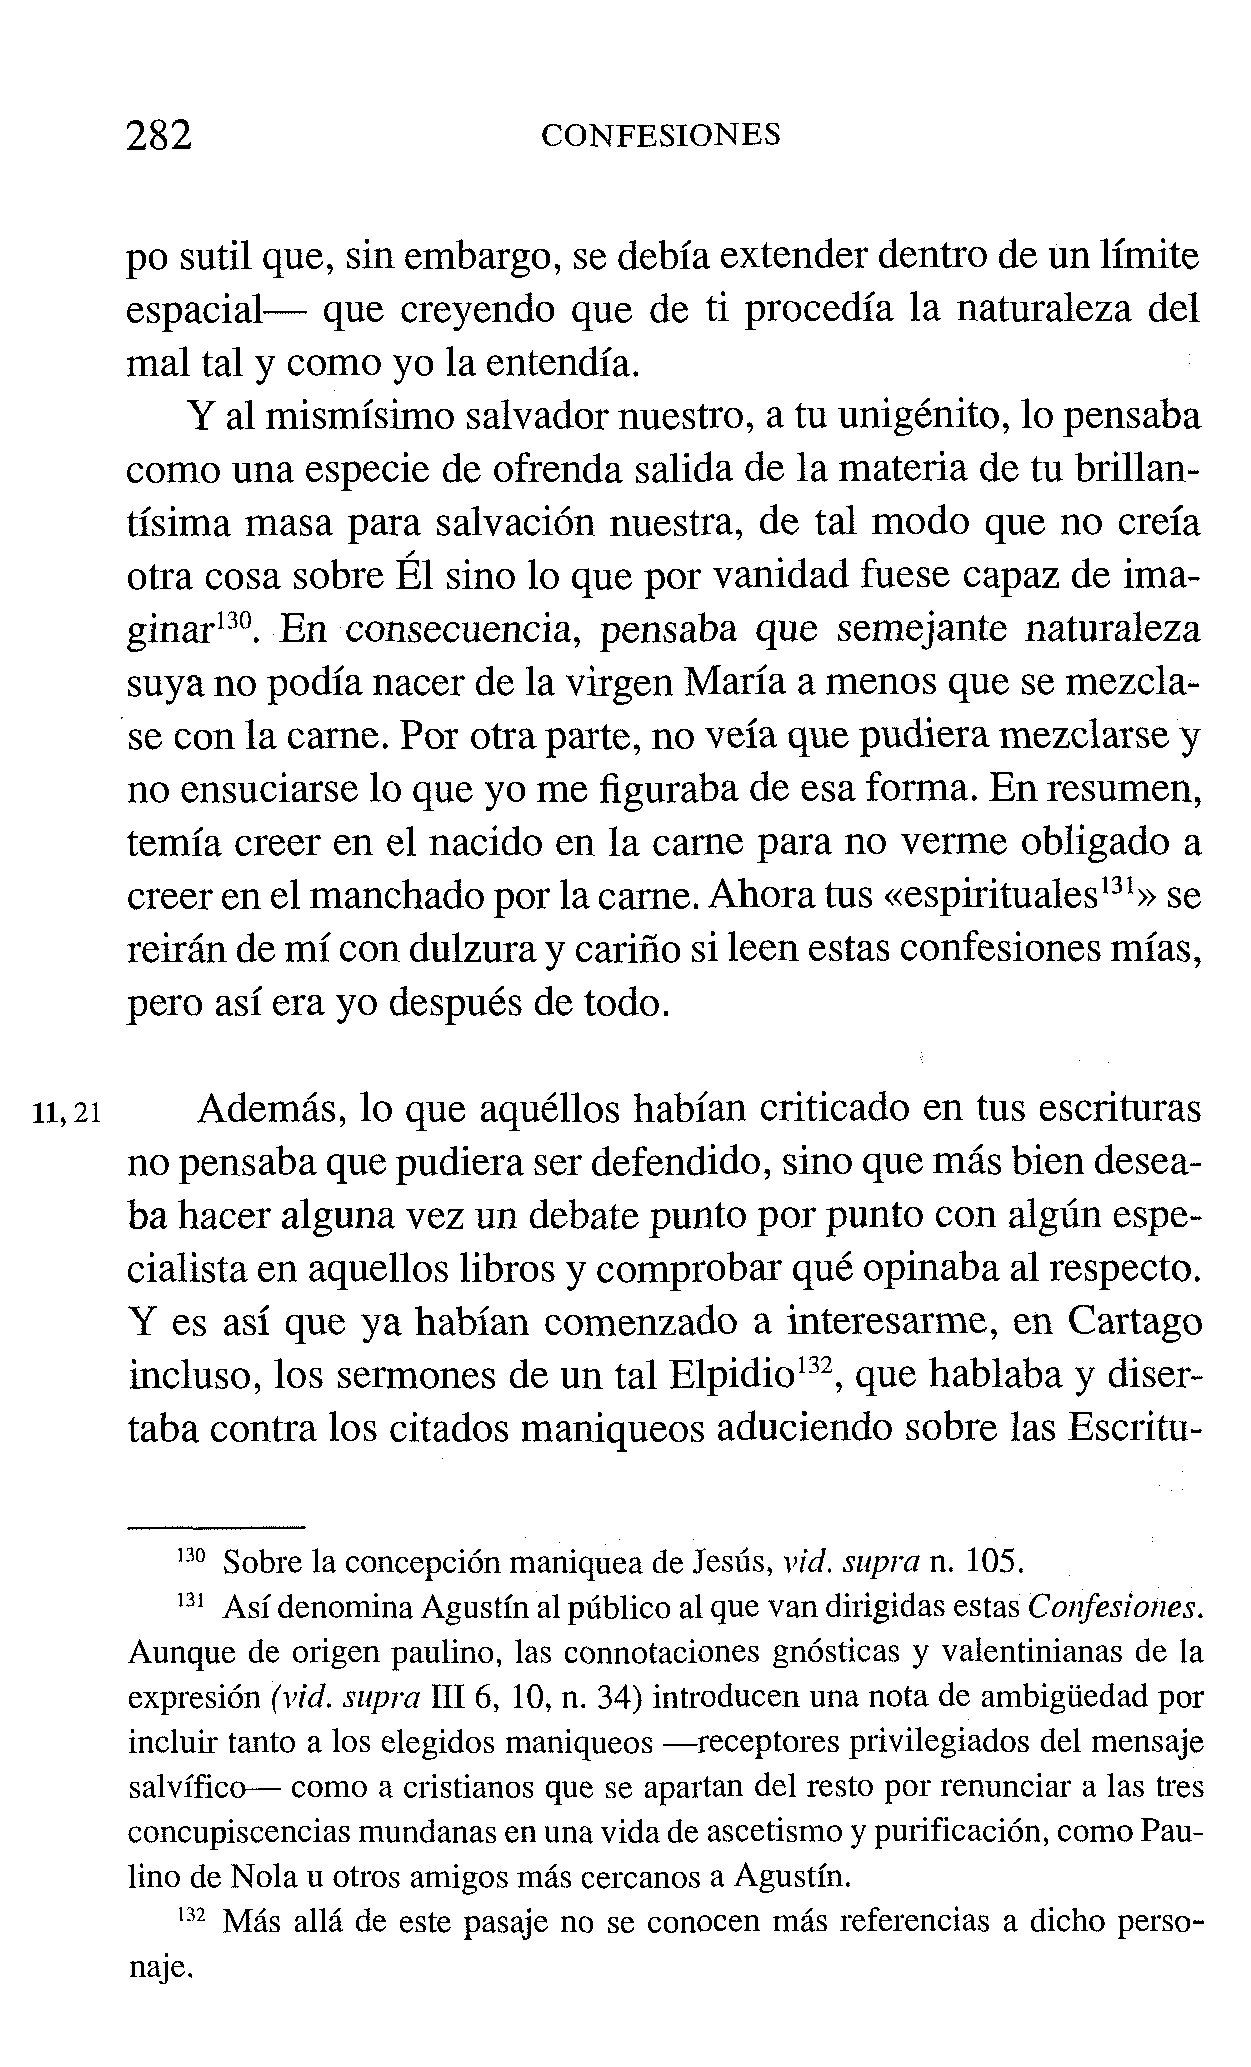 282 CONFESIONES
po sutil que, sin embargo, se debía extender dentro de un límite
espacial— que creyendo que de ti procedía la naturaleza del
mal tal y como yo la entendía.
Y al mismísimo salvador nuestro, a tu unigénito, lo pensaba
como una especie de ofrenda salida de la materia de tu brillan-
tísima masa para salvación nuestra, de tal modo que no creía
otra cosa sobre Él sino lo que por vanidad fuese capaz de ima-
ginar¹³⁰. En consecuencia, pensaba que semejante naturaleza
suya no podía nacer de la virgen María a menos que se mezcla-
se con la carne. Por otra parte, no veía que pudiera mezclarse y
no ensuciarse lo que yo me figuraba de esa forma. En resumen,
temía creer en el nacido en la carne para no verme obligado a
creer en el manchado por la carne. Ahora tus «espirituales¹³¹» se
reirán de mí con dulzura y cariño si leen estas confesiones mías,
pero así era yo después de todo.
11, 21 Además, lo que aquéllos habían criticado en tus escrituras
no pensaba que pudiera ser defendido, sino que más bien desea-
ba hacer alguna vez un debate punto por punto con algún espe-
cialista en aquellos libros y comprobar qué opinaba al respecto.
Y es así que ya habían comenzado a interesarme, en Cartago
incluso, los sermones de un tal Elpidio¹³², que hablaba y diser-
taba contra los citados maniqueos aduciendo sobre las Escritu-
¹³⁰ Sobre la concepción maniquea de Jesús, vid. supra n. 105.
¹³¹ Así denomina Agustín al público al que van dirigidas estas Confesiones.
Aunque de origen paulino, las connotaciones gnósticas y valentinianas de la
expresión (vid. supra III 6, 10, n. 34) introducen una nota de ambigüedad por
incluir tanto a los elegidos maniqueos —receptores privilegiados del mensaje
salvífico— como a cristianos que se apartan del resto por renunciar a las tres
concupiscencias mundanas en una vida de ascetismo y purificación, como Pau-
lino de Nola u otros amigos más cercanos a Agustín.
¹³² Más allá de este pasaje no se conocen más referencias a dicho perso-
naje.